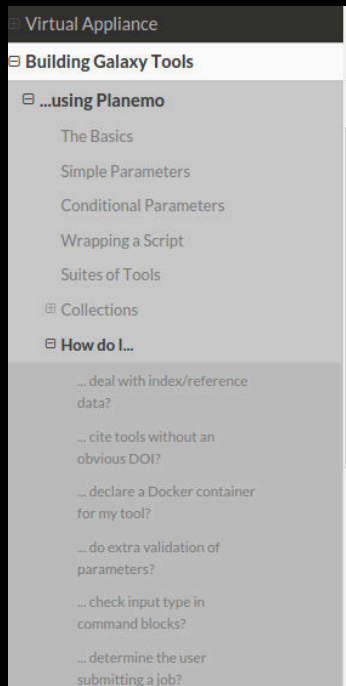 Virtual Appliance
Building Galaxy Tools
...using Planemo
The Basics
Simple Parameters
Conditional Parameters
Wrapping a Script
Suites of Tools
Collections
How do I...
... deal with index/reference
data?
... cite tools without an
obvious DOI?
... declare a Docker container
for my tool?
... do extra validation of
parameters?
... check input type in
command blocks?
... determine the user
submitting a job?